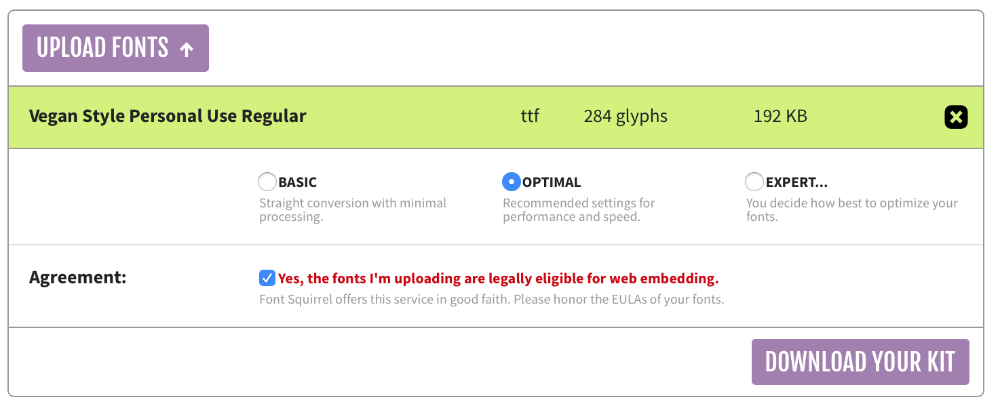 UPLOAD FONTS ↑
Vegan Style Personal Use Regular ttf 284 glyphs 192 KB
BASIC
Straight conversion with minimal
processing.
OPTIMAL
Recommended settings for
performance and speed.
EXPERT...
You decide how best to optimize your
fonts.
Agreement:
Yes, the fonts I'm uploading are legally eligible for web embedding.
Font Squirrel offers this service in good faith. Please honor the EULAs of your fonts.
DOWNLOAD YOUR KIT